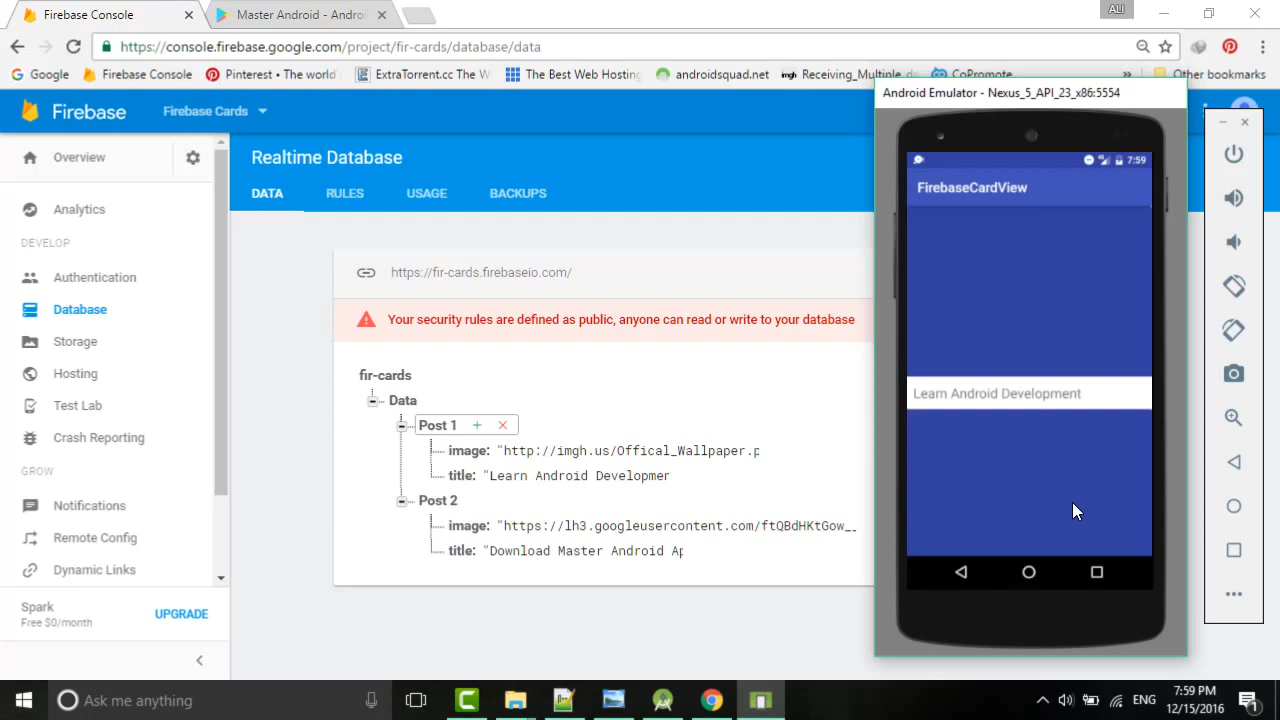 Firebase Console
Master Android - Androi
ALI
https://console.firebase.google.com/project/fir-cards/database/data
Google
Firebase Console
Pinterest • The world'
ExtraTorrent.cc The W
The Best Web Hosting
androidsquad.net
imgh Receiving_Multiple_da
CoPromote
»
Other bookmarks
Android Emulator - Nexus_5_API_23_x86:5554
Firebase
Firebase Cards
Overview
Analytics
DEVELOP
Authentication
Database
Storage
Hosting
Test Lab
Crash Reporting
GROW
Notifications
Remote Config
Dynamic Links
Spark
Free $0/month
UPGRADE
Realtime Database
DATA
RULES
USAGE
BACKUPS
https://fir-cards.firebaseio.com/
Your security rules are defined as public, anyone can read or write to your database
fir-cards
Data
Post 1
image: "http://imgh.us/Offical_Wallpaper.p
title: "Learn Android Developmer
Post 2
image: "https://lh3.googleusercontent.com/ftQBdHKtGow__
title: "Download Master Android Ap
7:59
FirebaseCardView
Learn Android Development
Ask me anything
ENG
7:59 PM
12/15/2016
1